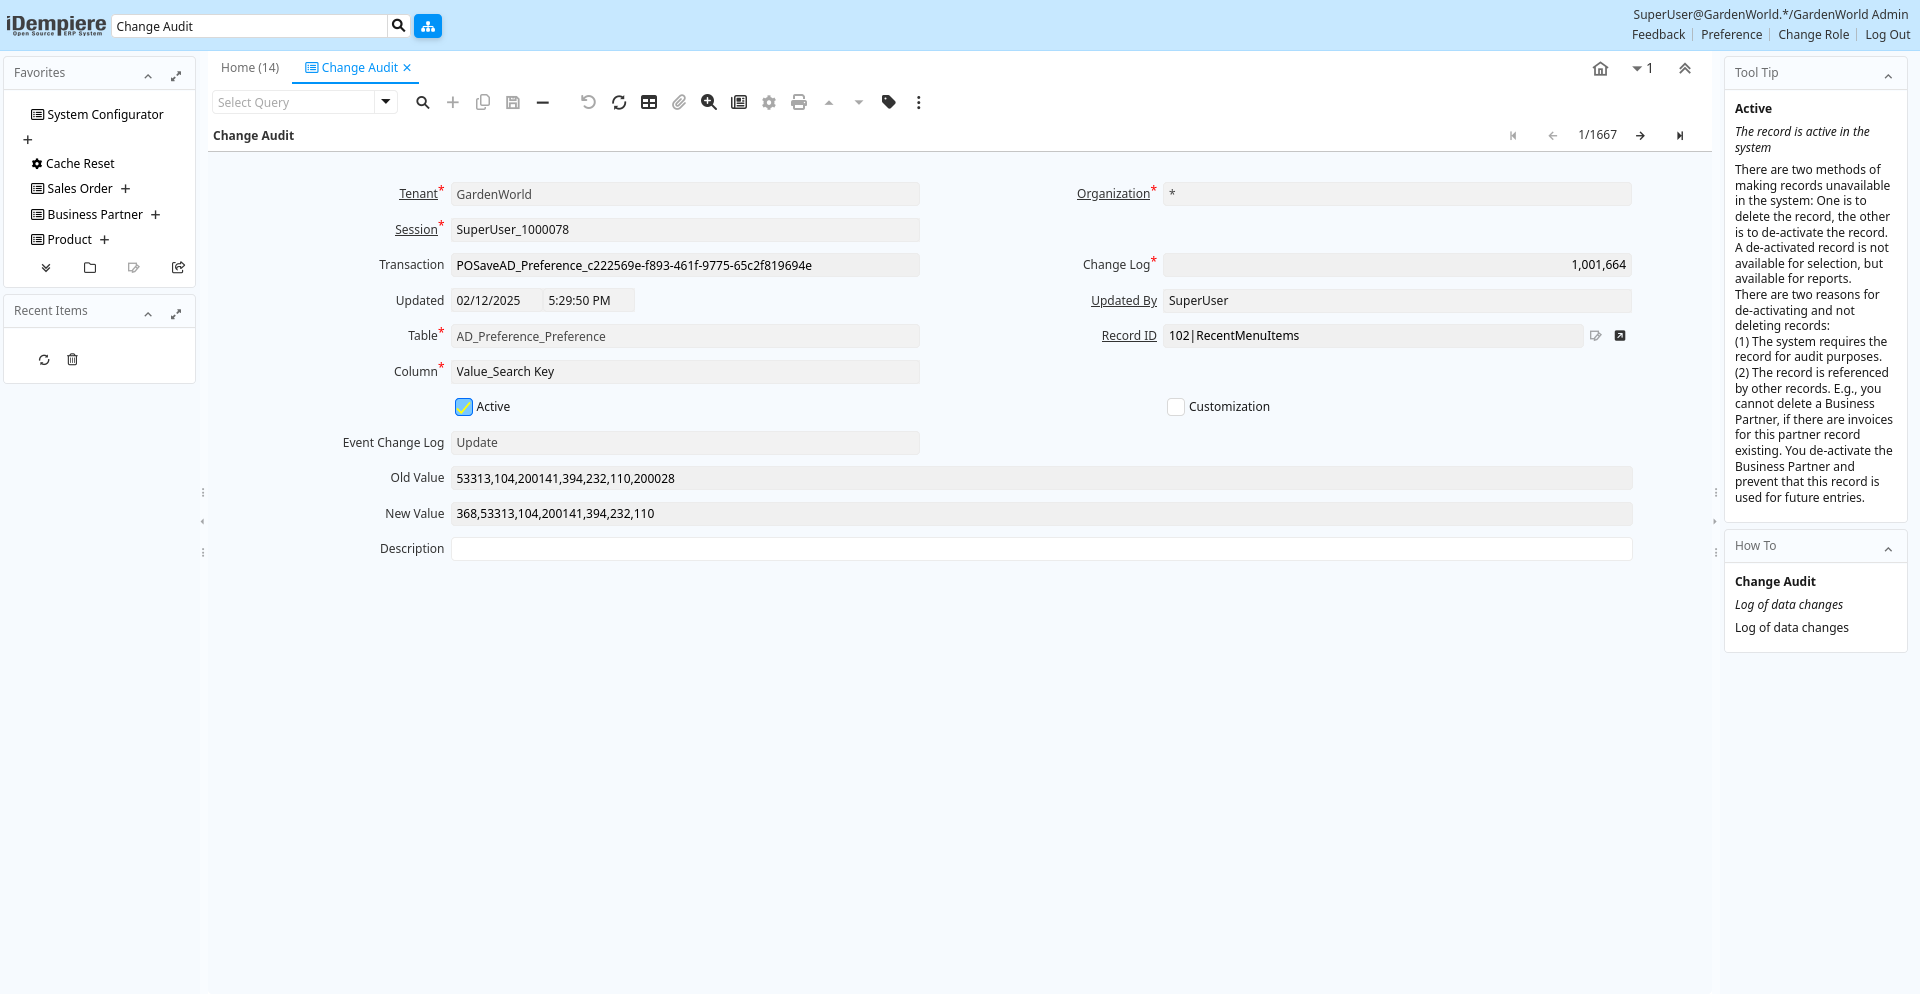 iDempiere
Open Source ERP System
Change Audit
SuperUser@GardenWorld.*/GardenWorld Admin
Feedback
Preference
Change Role
Log Out
Favorites
System Configurator
Cache Reset
Sales Order
Business Partner
Product
Recent Items
Home (14)
Change Audit
1
Select Query
Change Audit
1/1667
Tenant*
GardenWorld
Organization*
*
Session*
SuperUser_1000078
Transaction
POSaveAD_Preference_c222569e-f893-461f-9775-65c2f819694e
Change Log*
1,001,664
Updated
02/12/2025
5:29:50 PM
Updated By
SuperUser
Table*
AD_Preference_Preference
Record ID
102|RecentMenuItems
Column*
Value_Search Key
Active
Customization
Event Change Log
Update
Old Value
53313,104,200141,394,232,110,200028
New Value
368,53313,104,200141,394,232,110
Description
Tool Tip
Active
The record is active in the
system
There are two methods of
making records unavailable
in the system: One is to
delete the record, the other
is to de-activate the record.
A de-activated record is not
available for selection, but
available for reports.
There are two reasons for
de-activating and not
deleting records:
(1) The system requires the
record for audit purposes.
(2) The record is referenced
by other records. E.g., you
cannot delete a Business
Partner, if there are invoices
for this partner record
existing. You de-activate the
Business Partner and
prevent that this record is
used for future entries.
How To
Change Audit
Log of data changes
Log of data changes